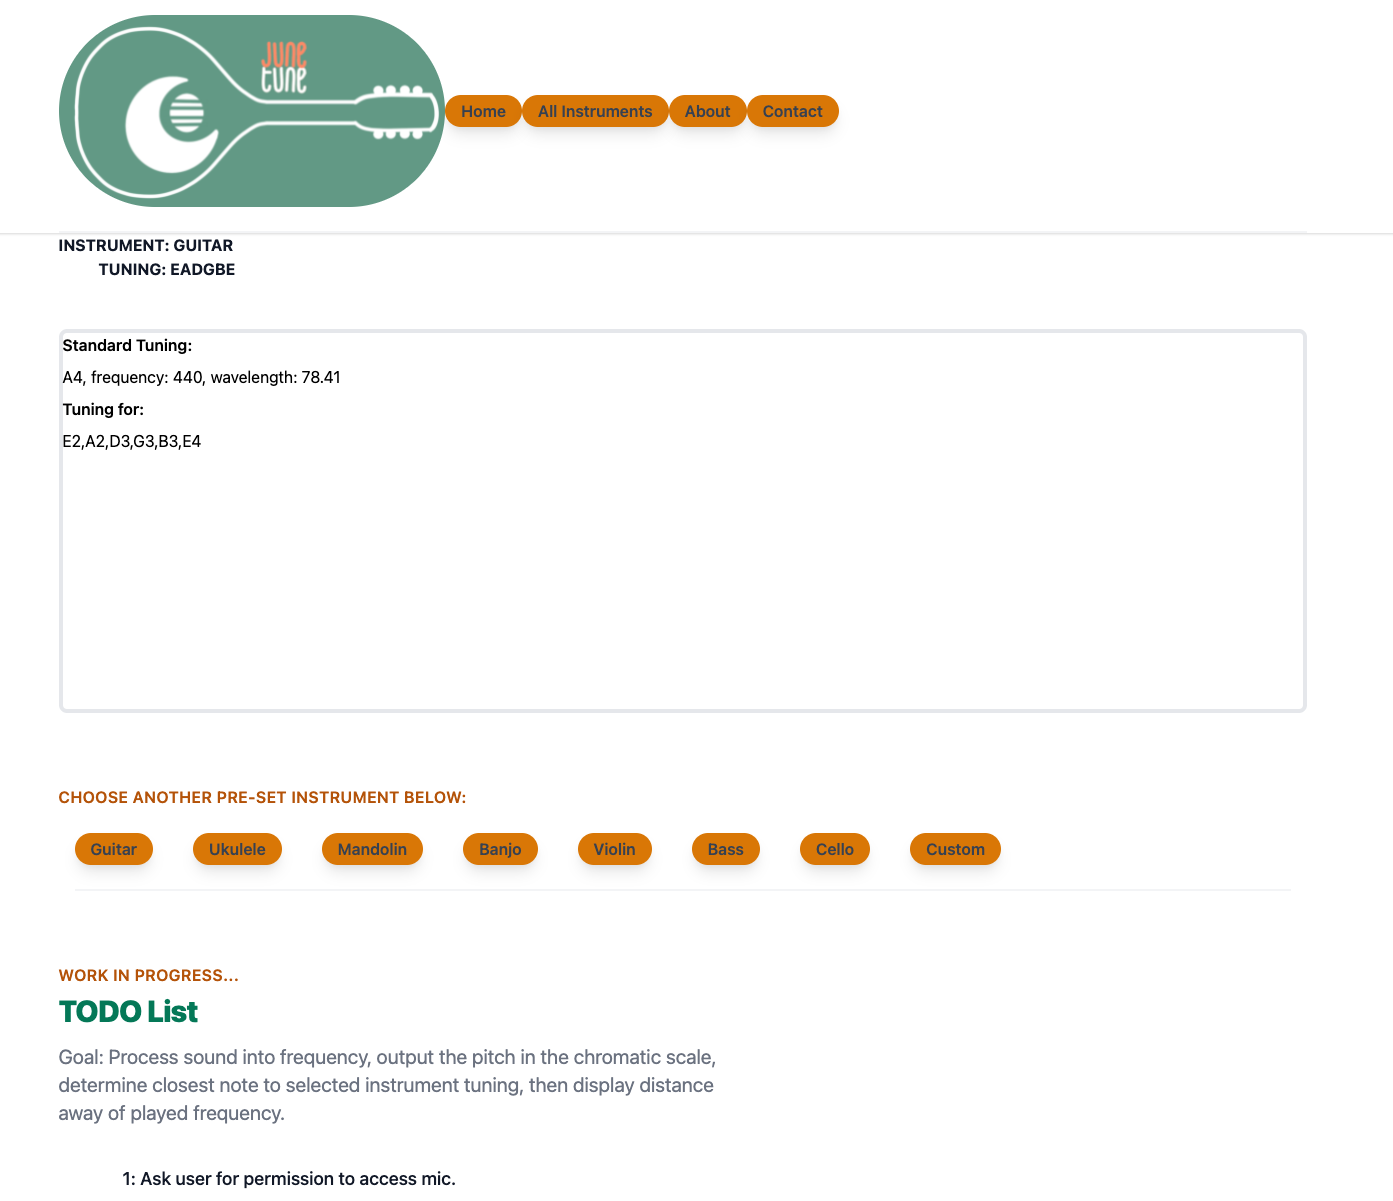 JUNE
TUNE
Home All Instruments About Contact
INSTRUMENT: GUITAR
TUNING: EADGBE
Standard Tuning:
A4, frequency: 440, wavelength: 78.41
Tuning for:
E2,A2,D3,G3,B3,E4
CHOOSE ANOTHER PRE-SET INSTRUMENT BELOW:
Guitar Ukulele Mandolin Banjo Violin Bass Cello Custom
WORK IN PROGRESS...
TODO List
Goal: Process sound into frequency, output the pitch in the chromatic scale,
determine closest note to selected instrument tuning, then display distance
away of played frequency.
1: Ask user for permission to access mic.